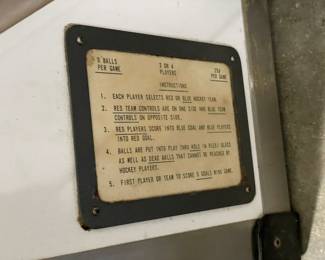 9 BALLS
PER GAME
2 OR 4
PLAYERS
25¢
PER GAME
INSTRUCTIONS
1. EACH PLAYER SELECTS RED OR BLUE HOCKEY TEAM.
2. RED TEAM CONTROLS ARE ON ONE SIDE AND BLUE TEAM
CONTROLS ON OPPOSITE SIDE.
3. RED PLAYERS SCORE INTO BLUE GOAL AND BLUE PLAYERS
INTO RED GOAL.
4. BALLS ARE PUT INTO PLAY THRU HOLE IN PLEXI GLASS
AS WELL AS DEAD BALLS THAT CANNOT BE REACHED BY
HOCKEY PLAYERS.
5. FIRST PLAYER OR TEAM TO SCORE GOALS WINS GAME.